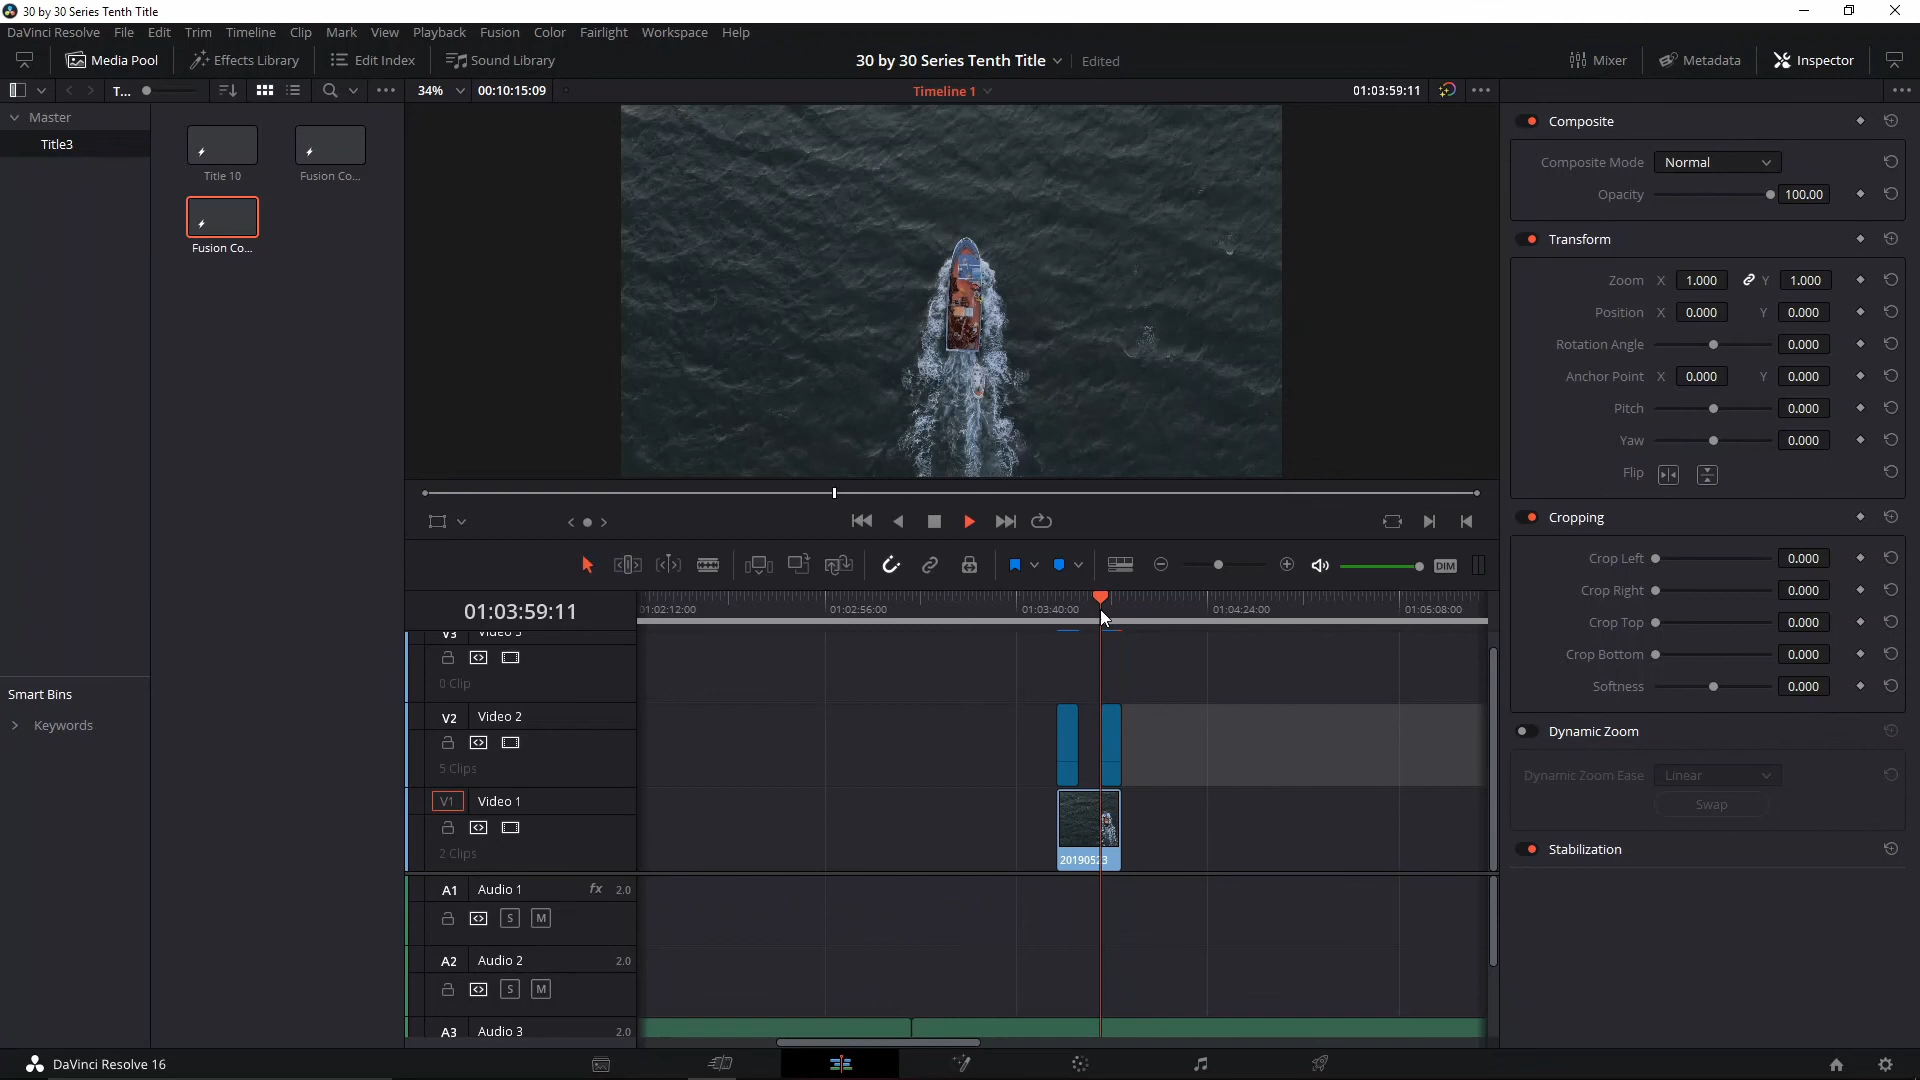 30 by 30 Series Tenth Title
DaVinci Resolve File Edit Trim Timeline Clip Mark View Playback Fusion Color Fairlight Workspace Help
Media Pool Effects Library Edit Index Sound Library 30 by 30 Series Tenth Title Edited Mixer Metadata Inspector
T... 34% 00:10:15:09 Timeline 1 01:03:59:11
Master
Title3
Title 10 Fusion Co...
Fusion Co...
Smart Bins
Keywords
Composite
Composite Mode Normal
Opacity 100.00
Transform
Zoom X 1.000 Y 1.000
Position X 0.000 Y 0.000
Rotation Angle 0.000
Anchor Point X 0.000 Y 0.000
Pitch 0.000
Yaw 0.000
Flip
Cropping
Crop Left 0.000
Crop Right 0.000
Crop Top 0.000
Crop Bottom 0.000
Softness 0.000
Dynamic Zoom
Dynamic Zoom Ease Linear
Swap
Stabilization
DIM
01:03:59:11 01:02:12:00 01:02:56:00 01:03:40:00 01:04:24:00 01:05:08:00
V3 Video 3
0 Clip
V2 Video 2
5 Clips
V1 Video 1
2 Clips
20190523
A1 Audio 1 fx 2.0
S M
A2 Audio 2 2.0
S M
A3 Audio 3 2.0
DaVinci Resolve 16